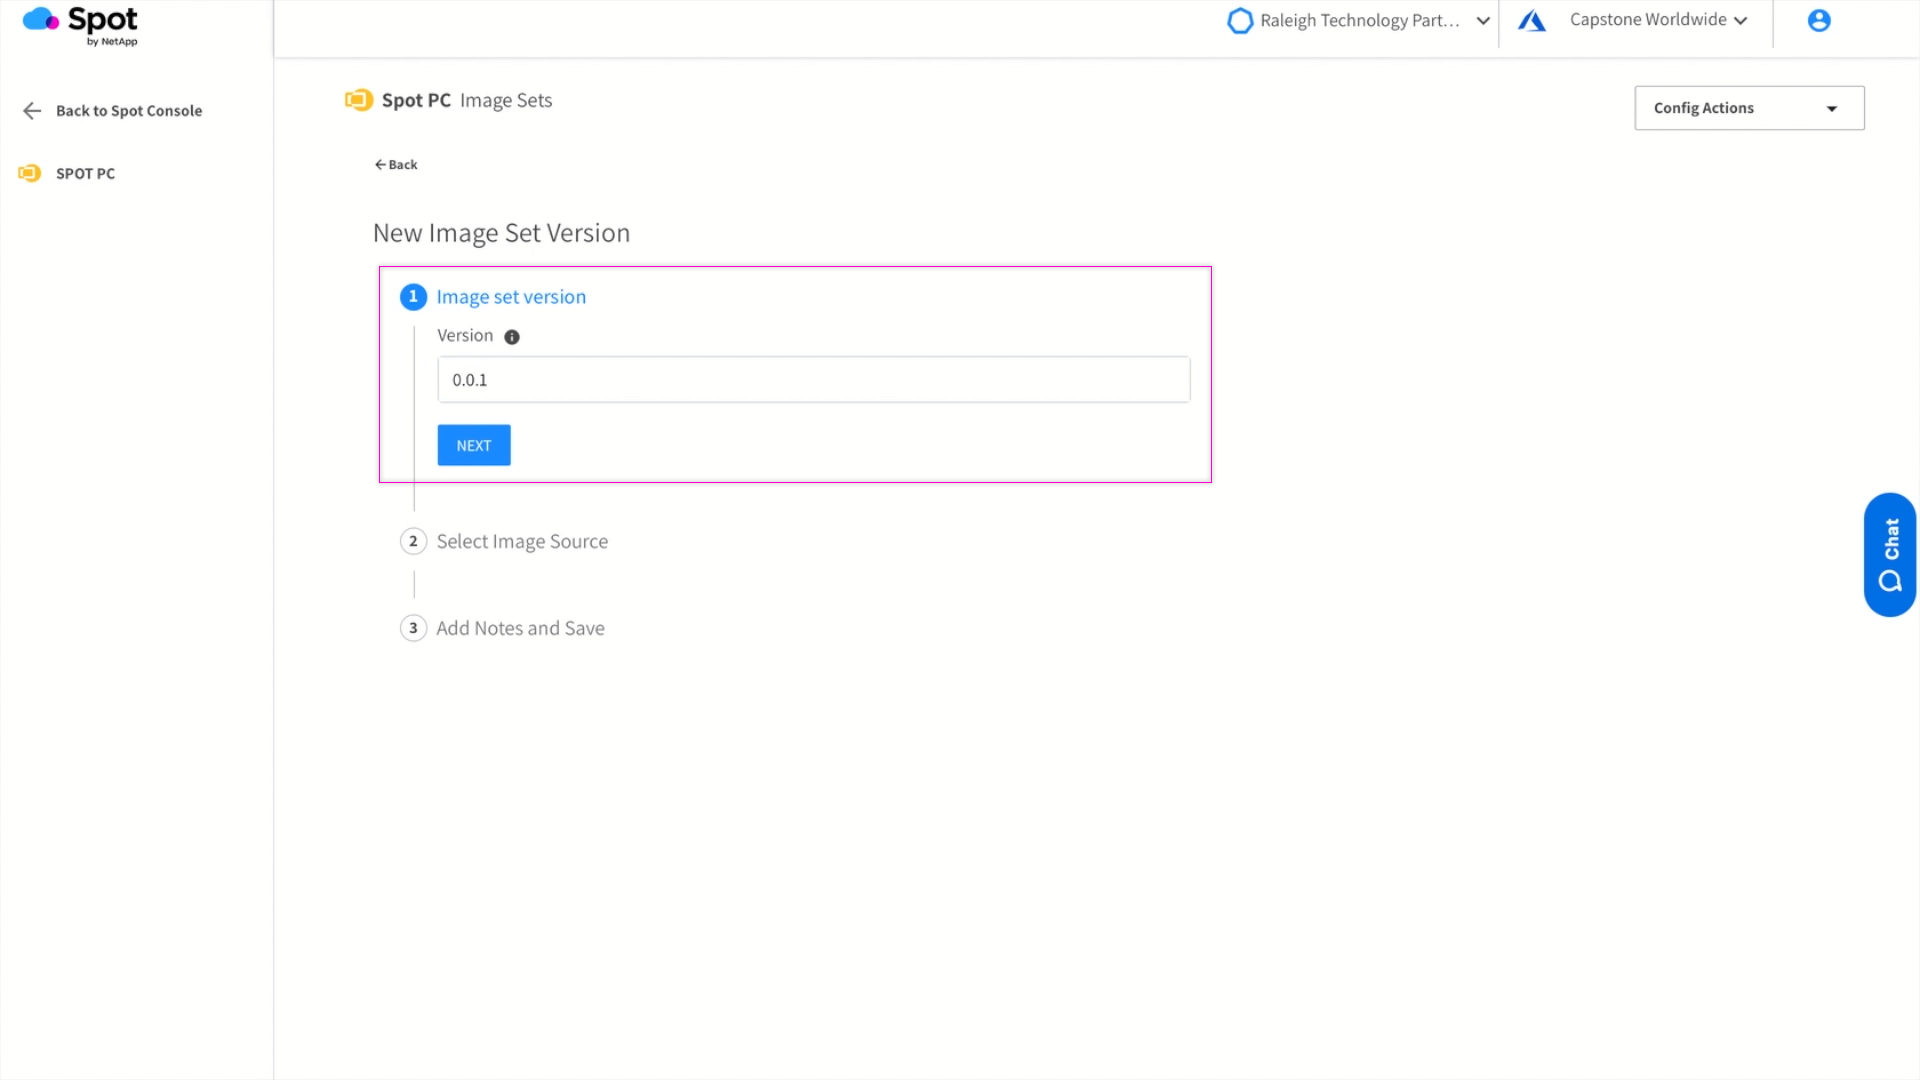 Spot
by NetApp
Raleigh Technology Part...
Capstone Worldwide
Back to Spot Console
SPOT PC
Spot PC Image Sets
Config Actions
Back
New Image Set Version
1 Image set version
Version
0.0.1
NEXT
2 Select Image Source
3 Add Notes and Save
Chat